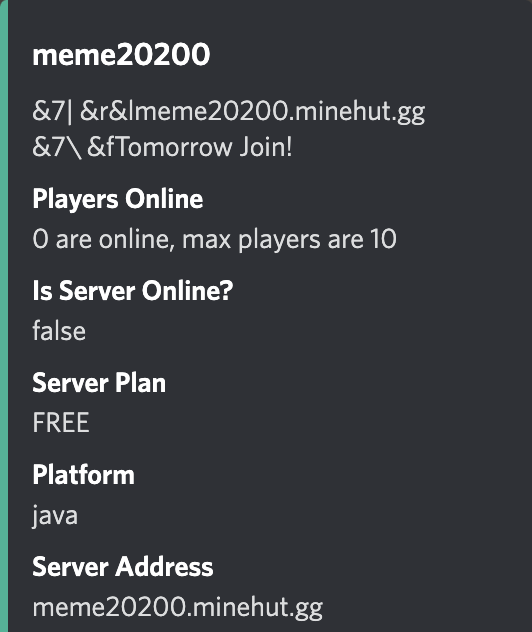 meme20200
&7| &r&lmeme20200.minehut.gg
&7\ &fTomorrow Join!
Players Online
0 are online, max players are 10
Is Server Online?
false
Server Plan
FREE
Platform
java
Server Address
meme20200.minehut.gg